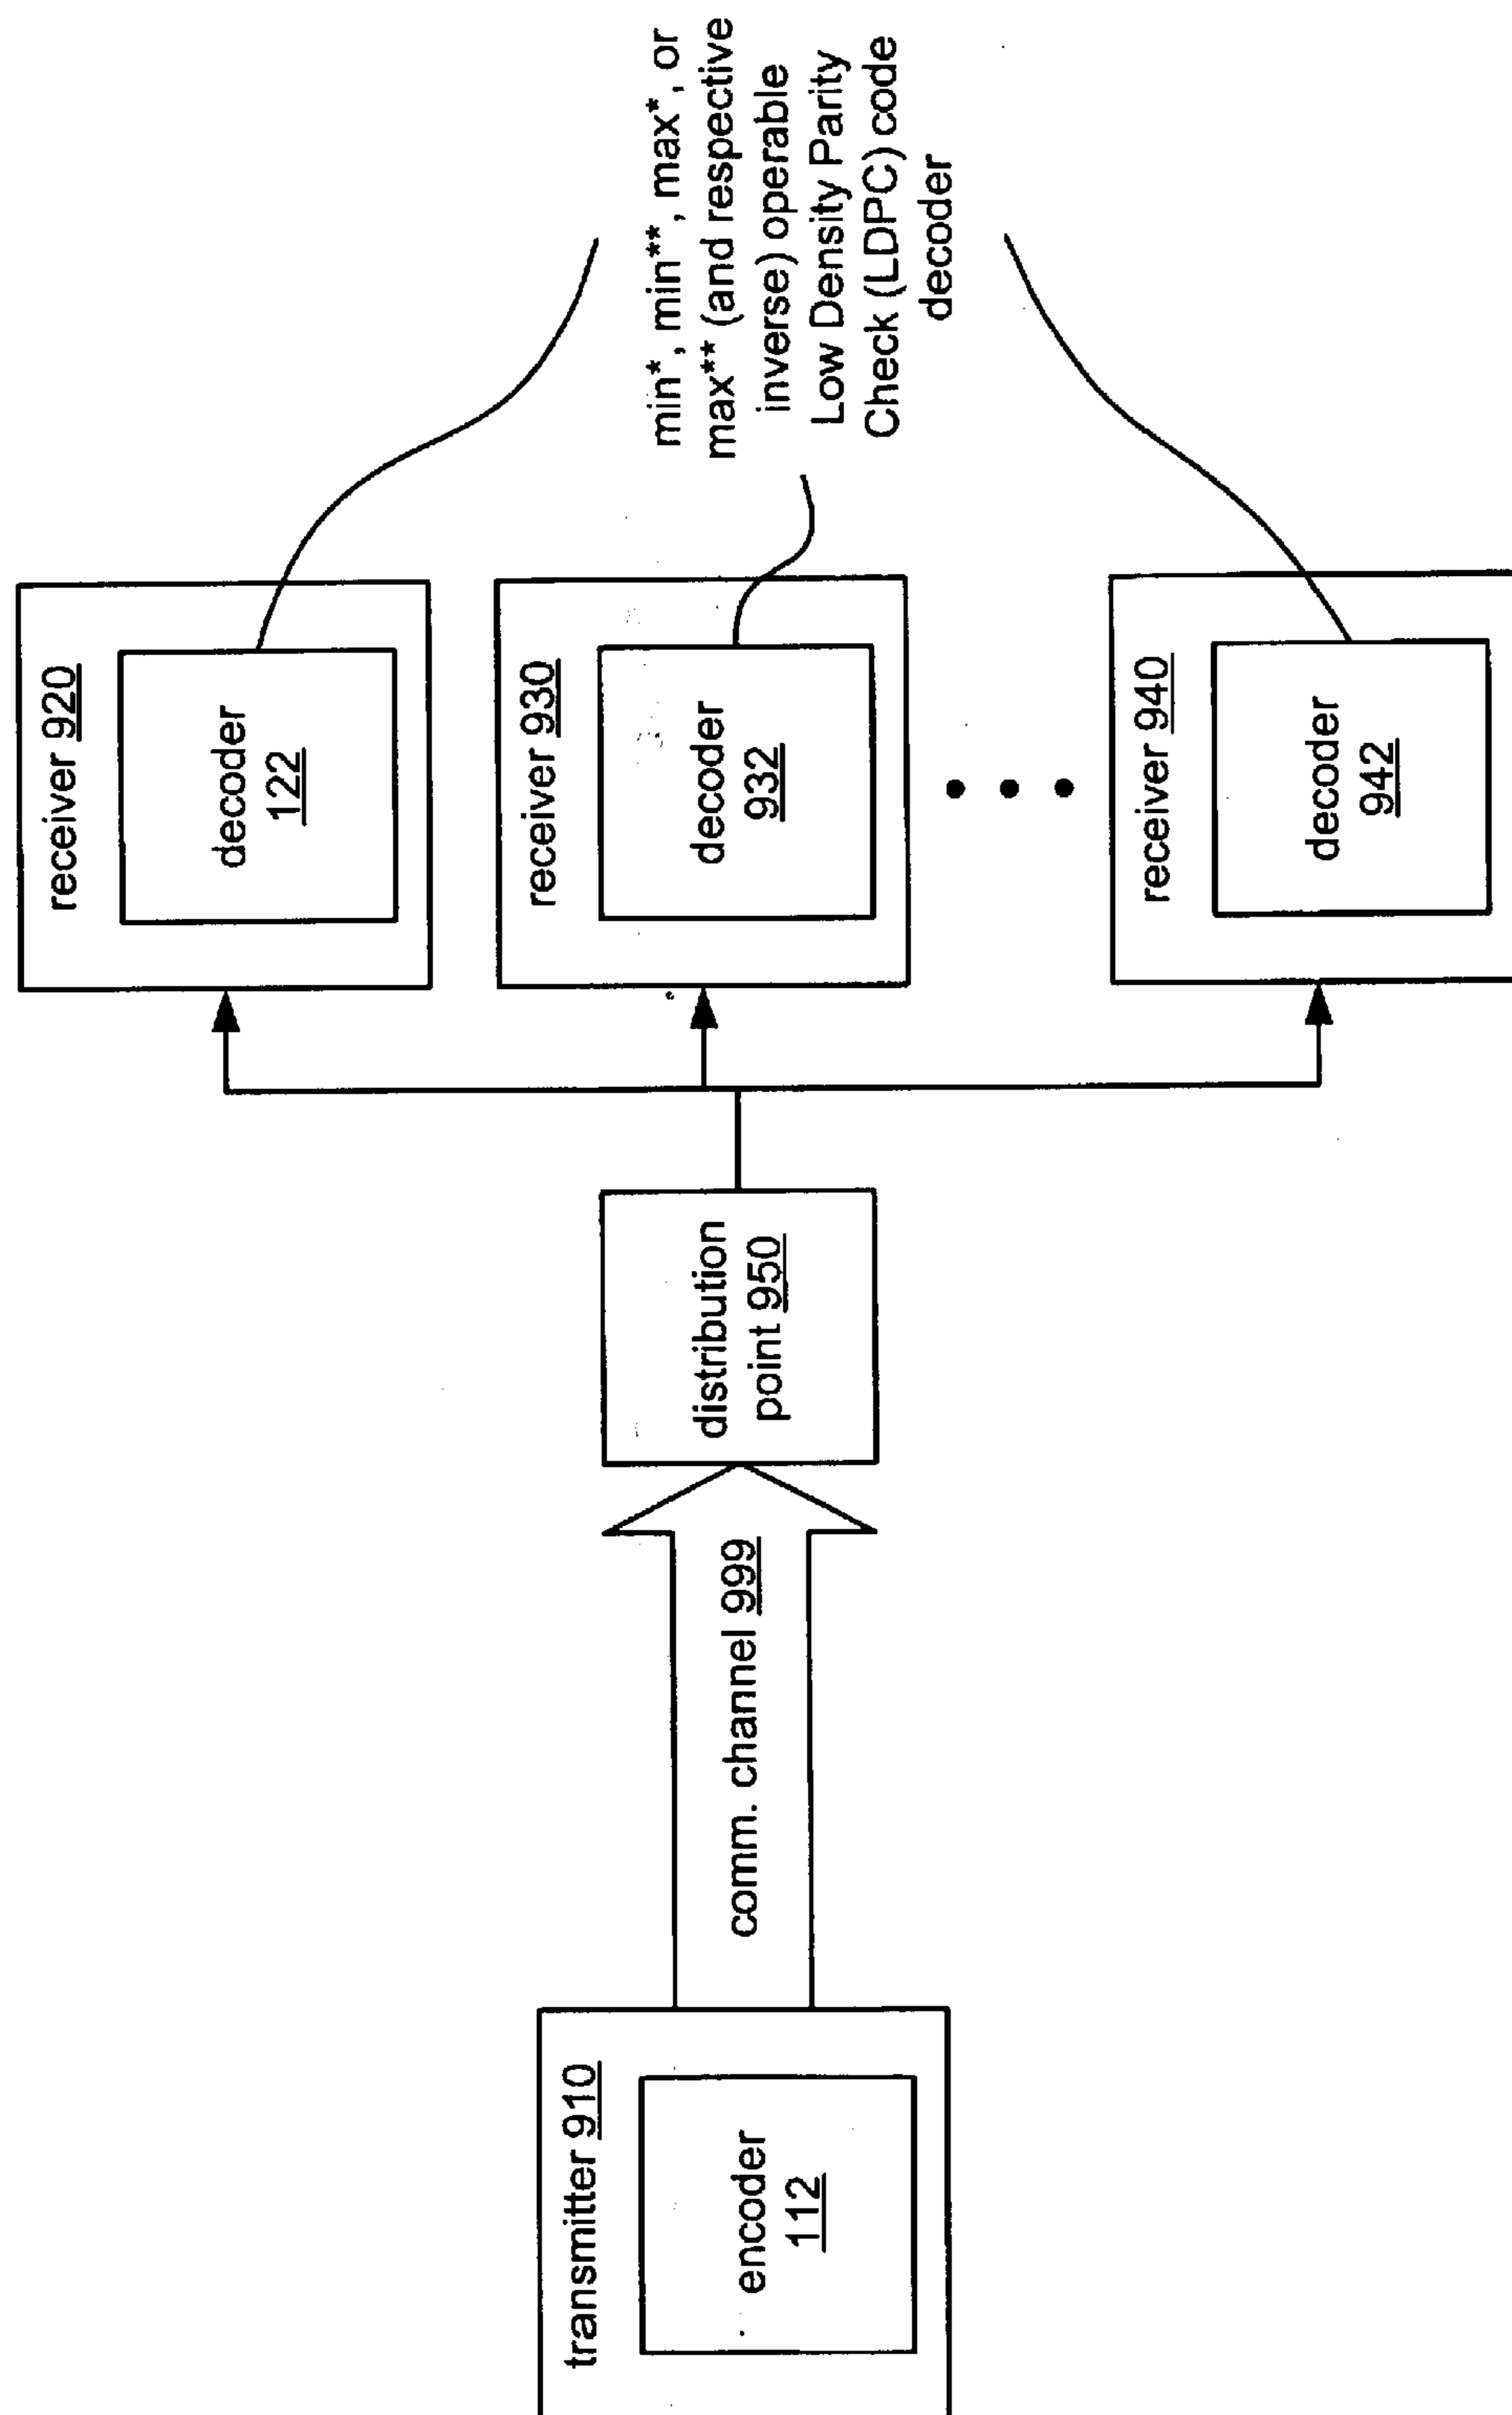 transmitter 910
encoder
112
comm. channel 999
distribution
point 950
receiver 920
decoder
122
receiver 930
decoder
932
receiver 940
decoder
942
min*, min**, max*, or
max** (and respective
inverse) operable
Low Density Parity
Check (LDPC) code
decoder